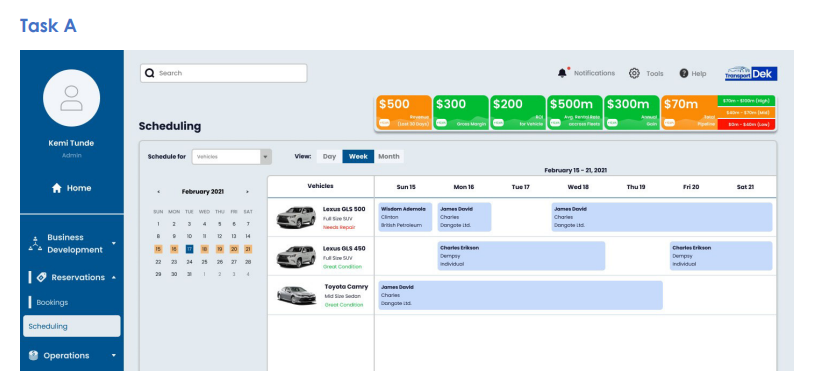 Task A
Search
Notifications
Tools
Help
Transport Dek
Kemi Tunde
Admin
Home
Business
Development
Reservations
Bookings
Scheduling
Operations
Scheduling
$500
Revenue
(Last 30 Days)
$300
Gross Margin
$200
ROI
for Vehicle
$500m
Avg. Rental Rate
accross Fleets
$300m
Annual
Gain
$70m
Pipeline
$70m - $100m (High)
$40m - $70m (Mid)
$0m - $40m (Low)
Schedule for
Vehicles
View:
Day
Week
Month
February 2021
SUN MON TUE WED THU FRI SAT
1 2 3 4 5 6 7
8 9 10 11 12 13 14
15 16 17 18 19 20 21
22 23 24 25 26 27 28
29 30 31 1 2 3 4
February 15 - 21, 2021
Vehicles
Sun 15
Mon 16
Tue 17
Wed 18
Thu 19
Fri 20
Sat 21
Lexus GLS 500
Full Size SUV
Needs Repair
Wisdom Ademola
Clinton
British Petroleum
James David
Charles
Dangote Ltd.
James David
Charles
Dangote Ltd.
Lexus GLS 450
Full Size SUV
Great Condition
Charles Erikson
Dempsy
Individual
Charles Erikson
Dempsy
Individual
Toyota Camry
Mid Size Sedan
Great Condition
James David
Charles
Dangote Ltd.